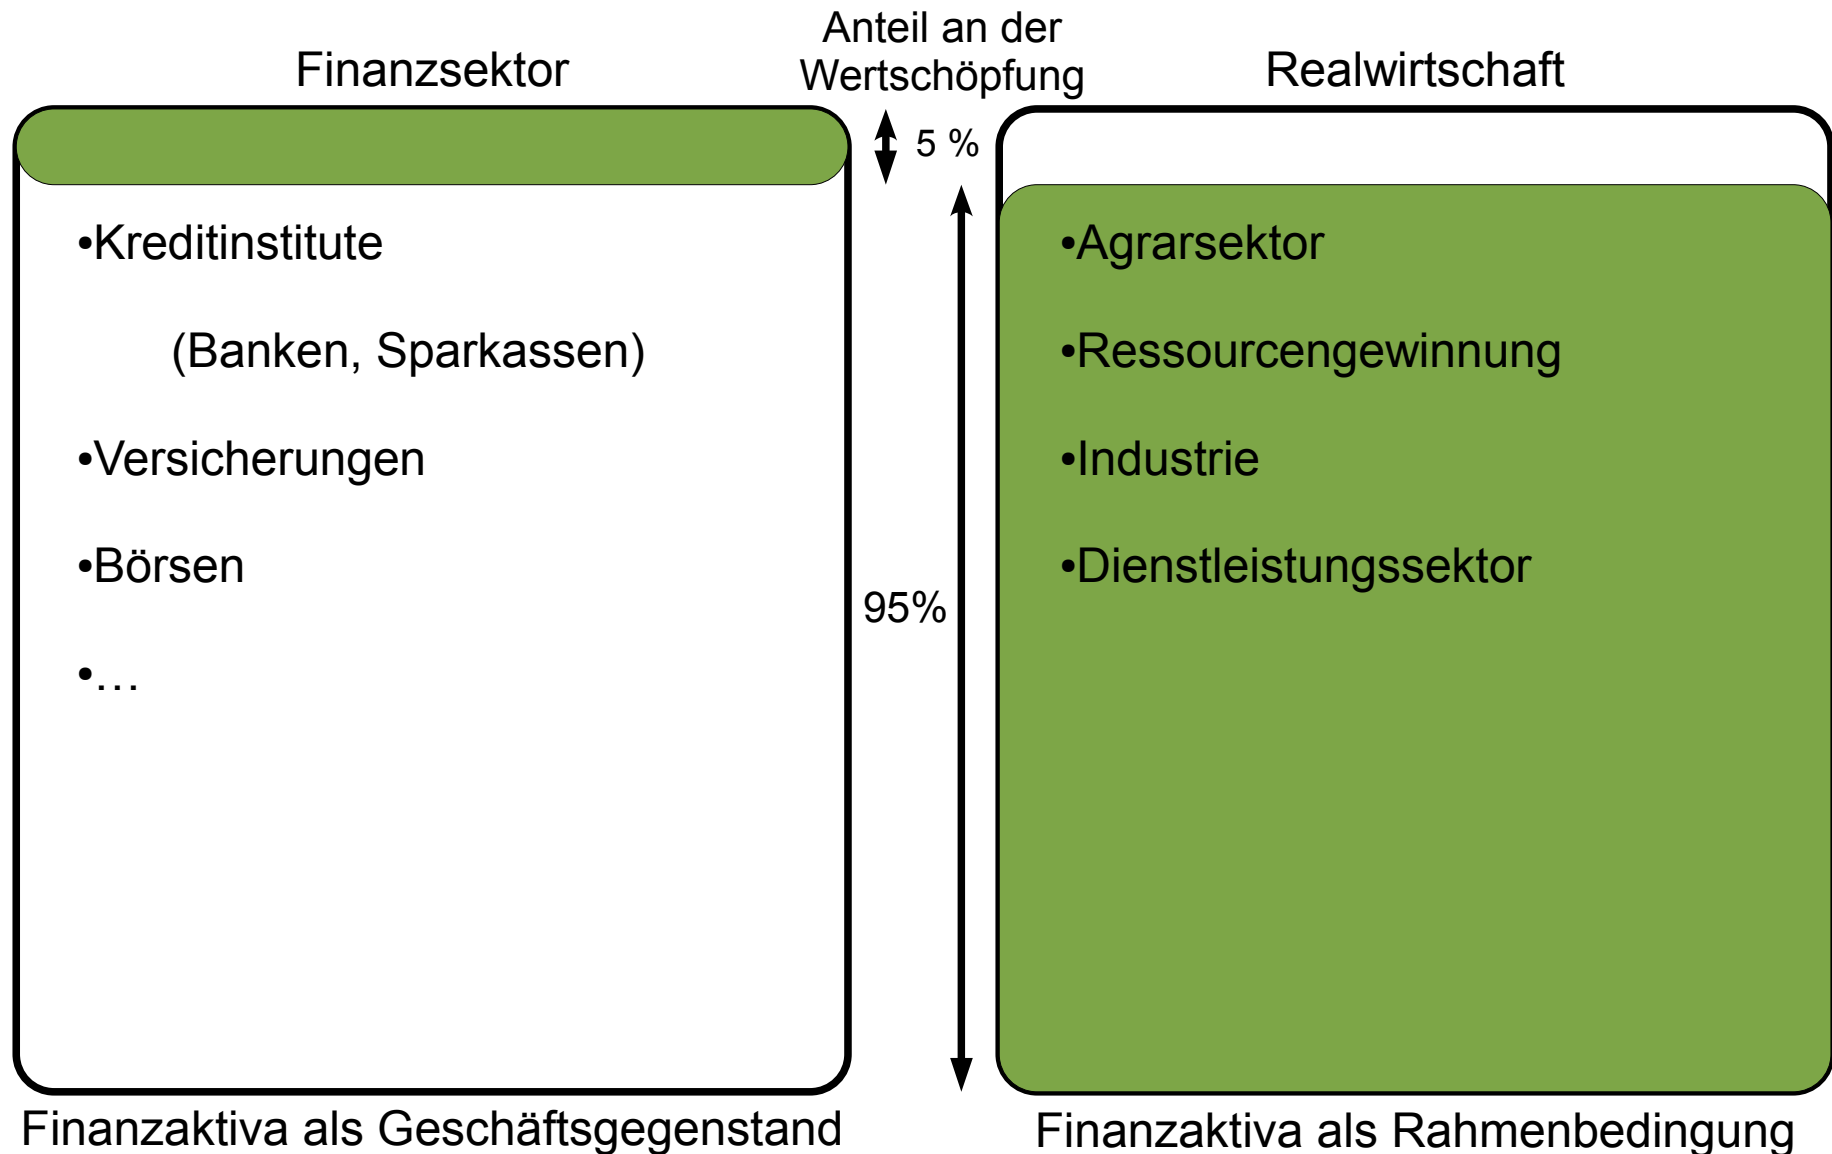 Finanzsektor
Anteil an der
Wertschöpfung
Realwirtschaft
5 %
•Kreditinstitute
(Banken, Sparkassen)
•Versicherungen
•Börsen
•…
95%
•Agrarsektor
•Ressourcengewinnung
•Industrie
•Dienstleistungssektor
Finanzaktiva als Geschäftsgegenstand
Finanzaktiva als Rahmenbedingung